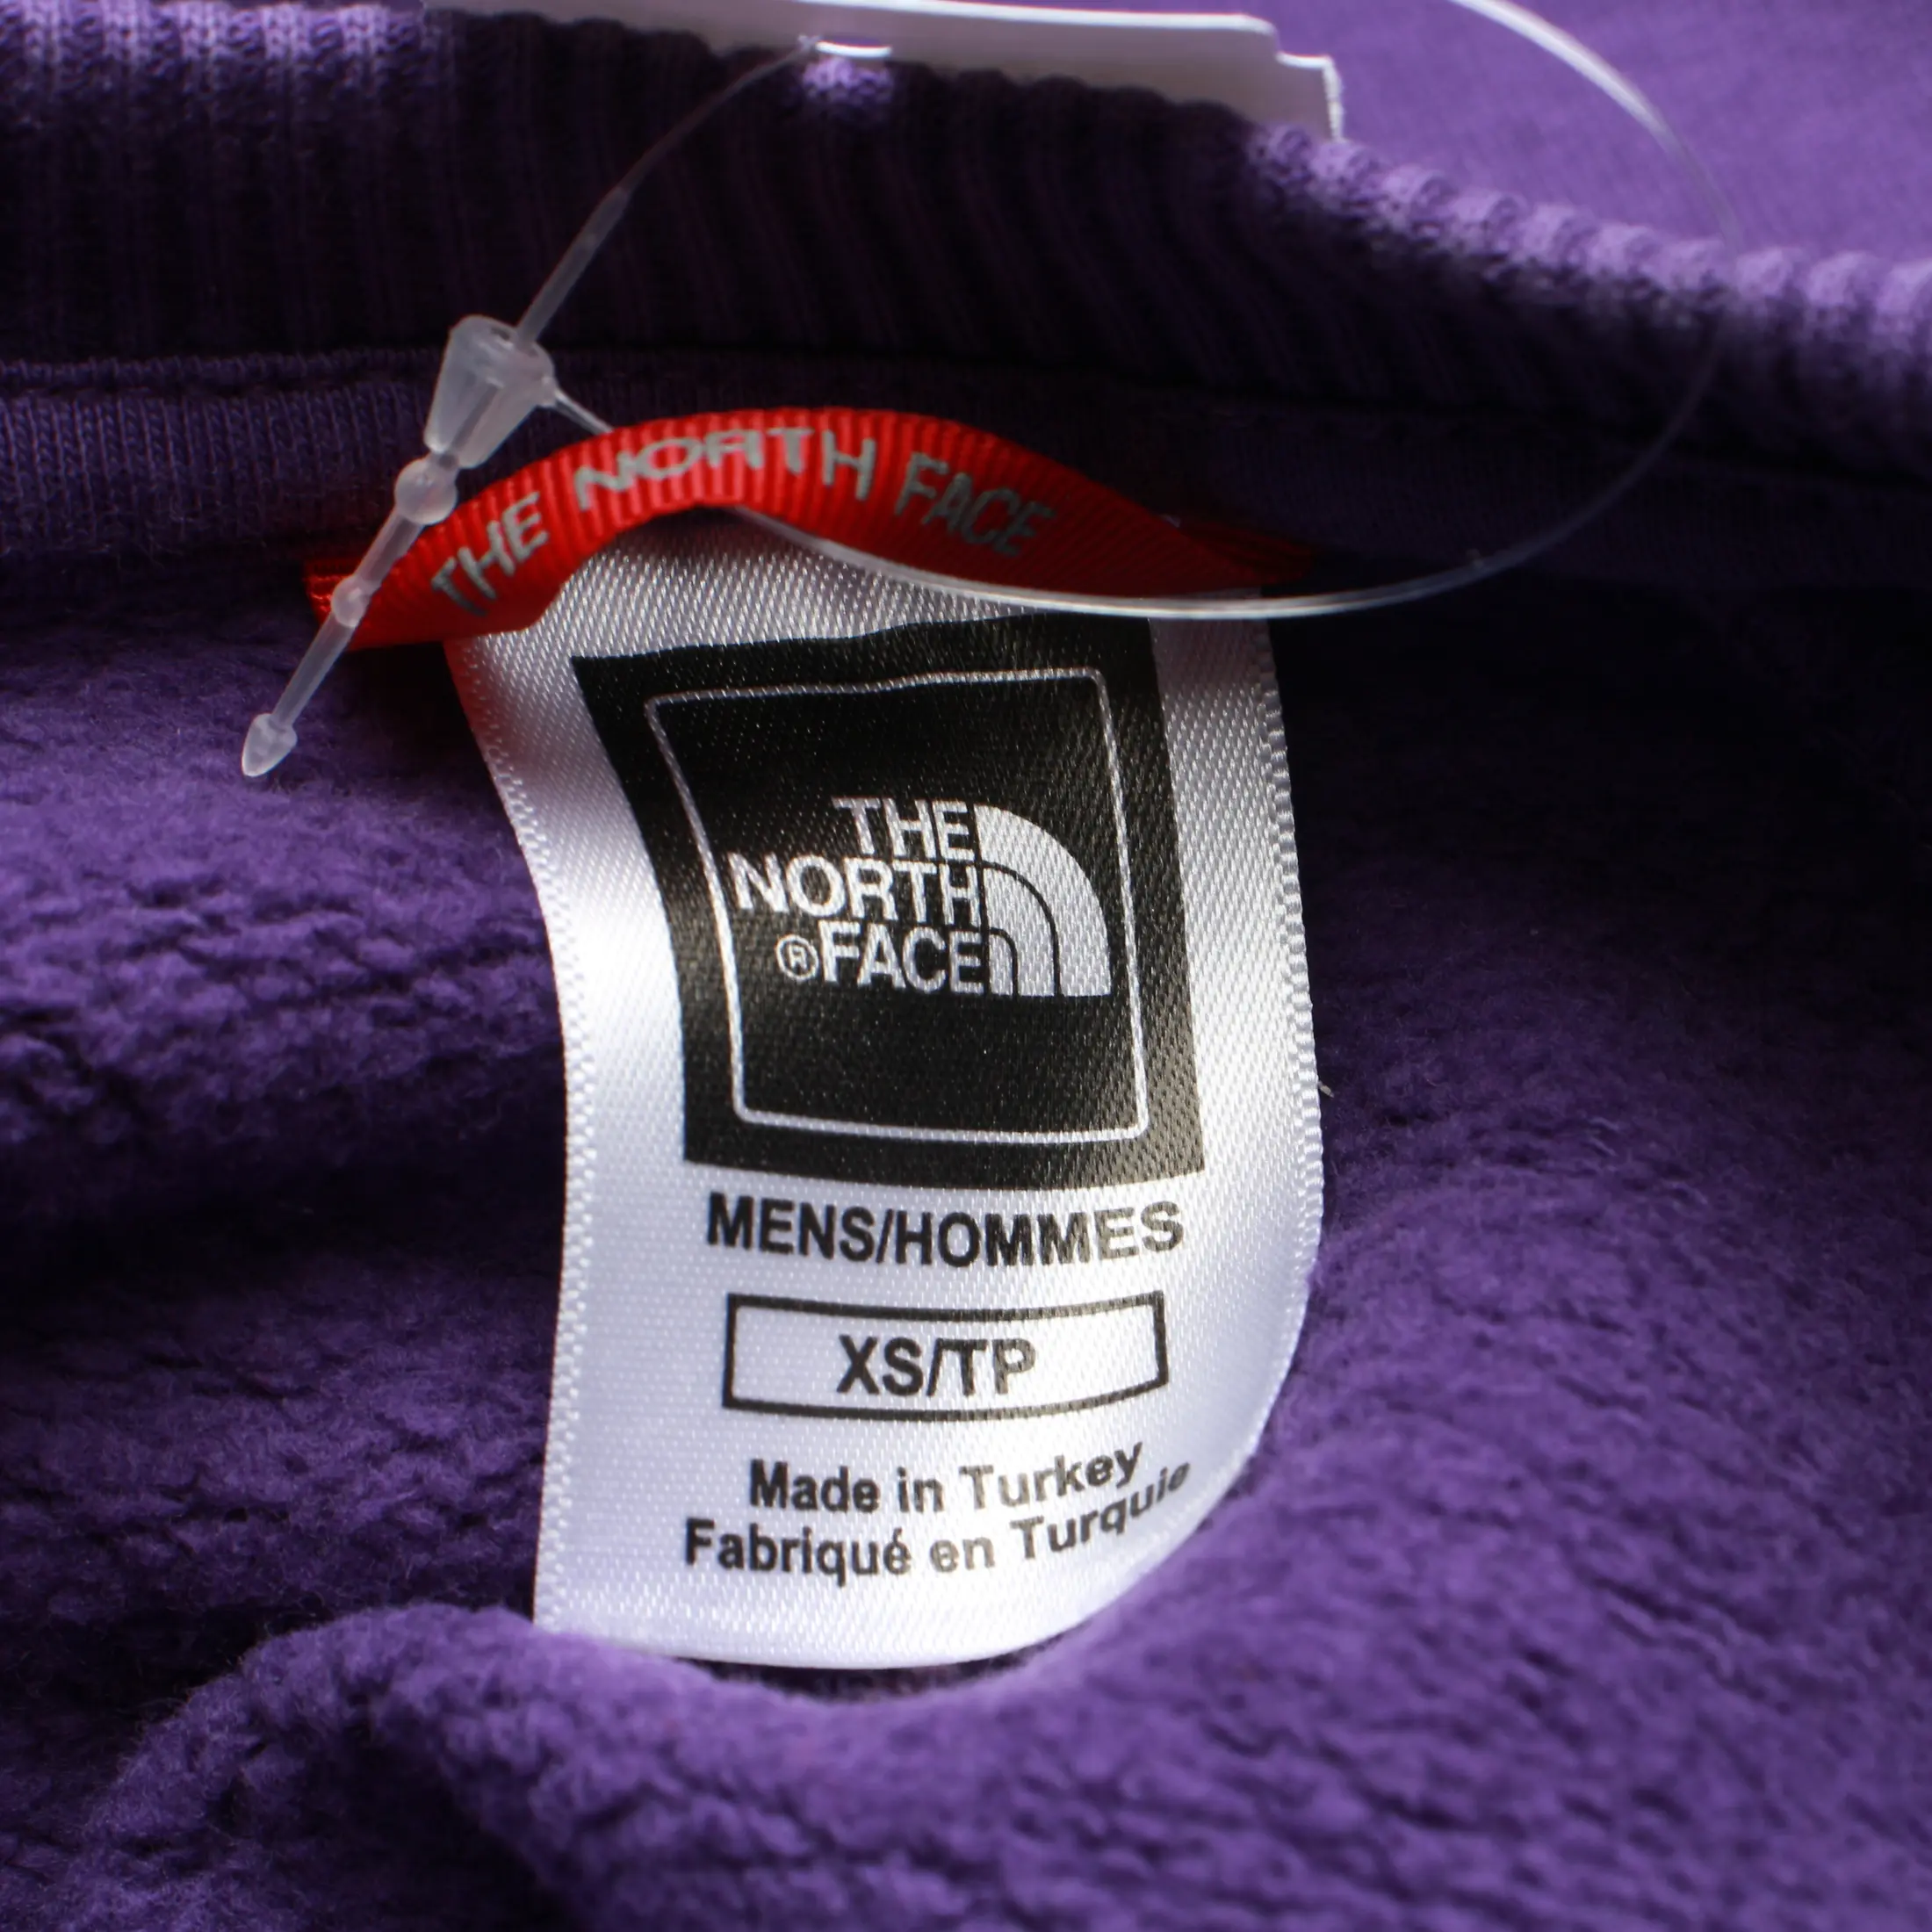 THE NORTH FACE
THE
NORTH
®FACE
MENS/HOMMES
XS/TP
Made in Turkey
Fabriqué en Turquie